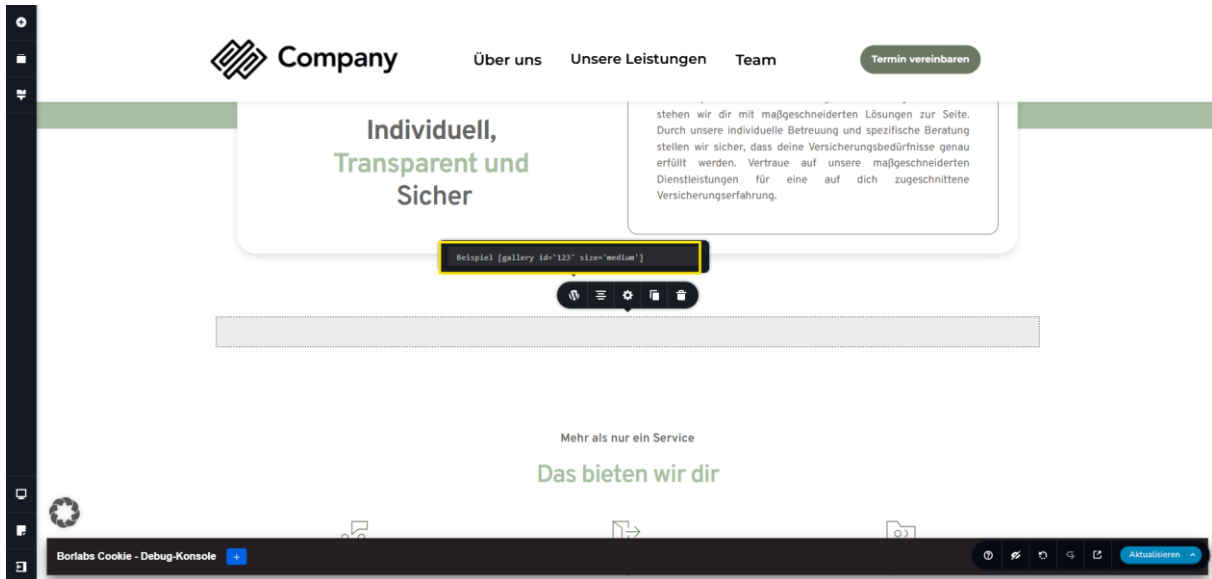 Company
Über uns
Unsere Leistungen
Team
Termin vereinbaren
Individuell,
Transparent und
Sicher
stehen wir dir mit maßgeschneiderten Lösungen zur Seite.
Durch unsere individuelle Betreuung und spezifische Beratung
stellen wir sicher, dass deine Versicherungsbedürfnisse genau
erfüllt werden. Vertraue auf unsere maßgeschneiderten
Dienstleistungen für eine auf dich zugeschnittene
Versicherungserfahrung.
Beispiel [gallery id='123' size='medium']
Mehr als nur ein Service
Das bieten wir dir
Borlabs Cookie - Debug-Konsole
+
Aktualisieren